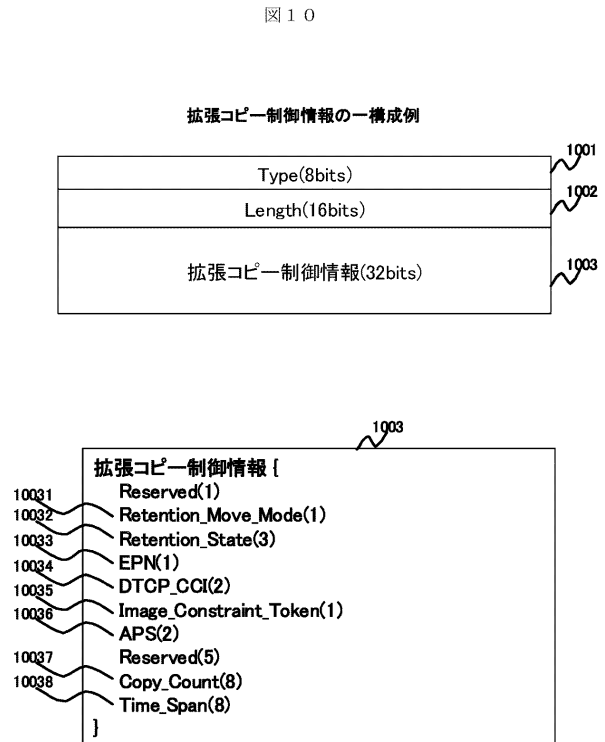 図10
拡張コピー制御情報の一構成例
1001
Type(8bits)
1002
Length(16bits)
拡張コピー制御情報(32bits)
1003
1003
拡張コピー制御情報 {
Reserved(1)
10031
Retention_Move_Mode(1)
10032
Retention_State(3)
10033
EPN(1)
10034
DTCP_CCI(2)
10035
Image_Constraint_Token(1)
10036
APS(2)
Reserved(5)
10037
Copy_Count(8)
10038
Time_Span(8)
}